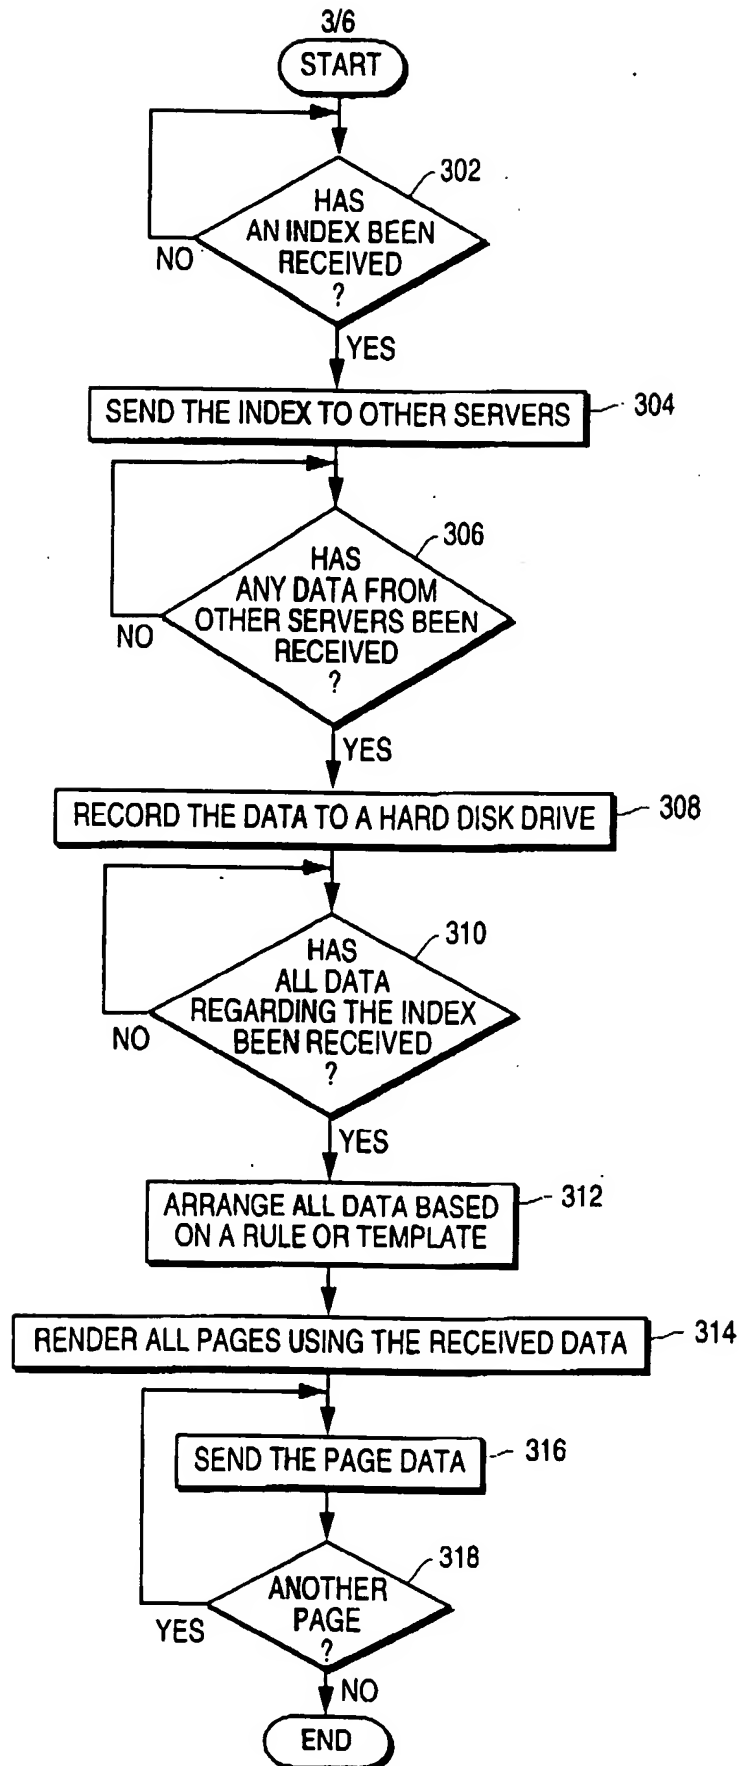 3/6
START
302
HAS
AN INDEX BEEN
RECEIVED
?
NO
YES
SEND THE INDEX TO OTHER SERVERS
304
306
HAS
ANY DATA FROM
OTHER SERVERS BEEN
RECEIVED
?
NO
YES
RECORD THE DATA TO A HARD DISK DRIVE
308
310
HAS
ALL DATA
REGARDING THE INDEX
BEEN RECEIVED
?
NO
YES
ARRANGE ALL DATA BASED
ON A RULE OR TEMPLATE
312
RENDER ALL PAGES USING THE RECEIVED DATA
314
SEND THE PAGE DATA
316
318
ANOTHER
PAGE
?
YES
NO
END